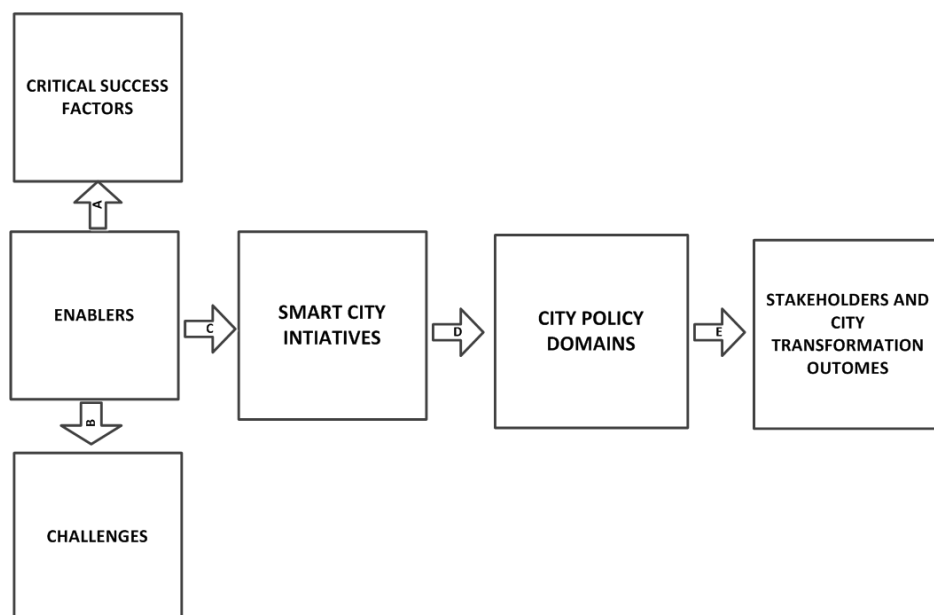 CRITICAL SUCCESS
FACTORS
A
ENABLERS
C
SMART CITY
INTIATIVES
D
CITY POLICY
DOMAINS
E
STAKEHOLDERS AND
CITY
TRANSFORMATION
OUTOMES
B
CHALLENGES